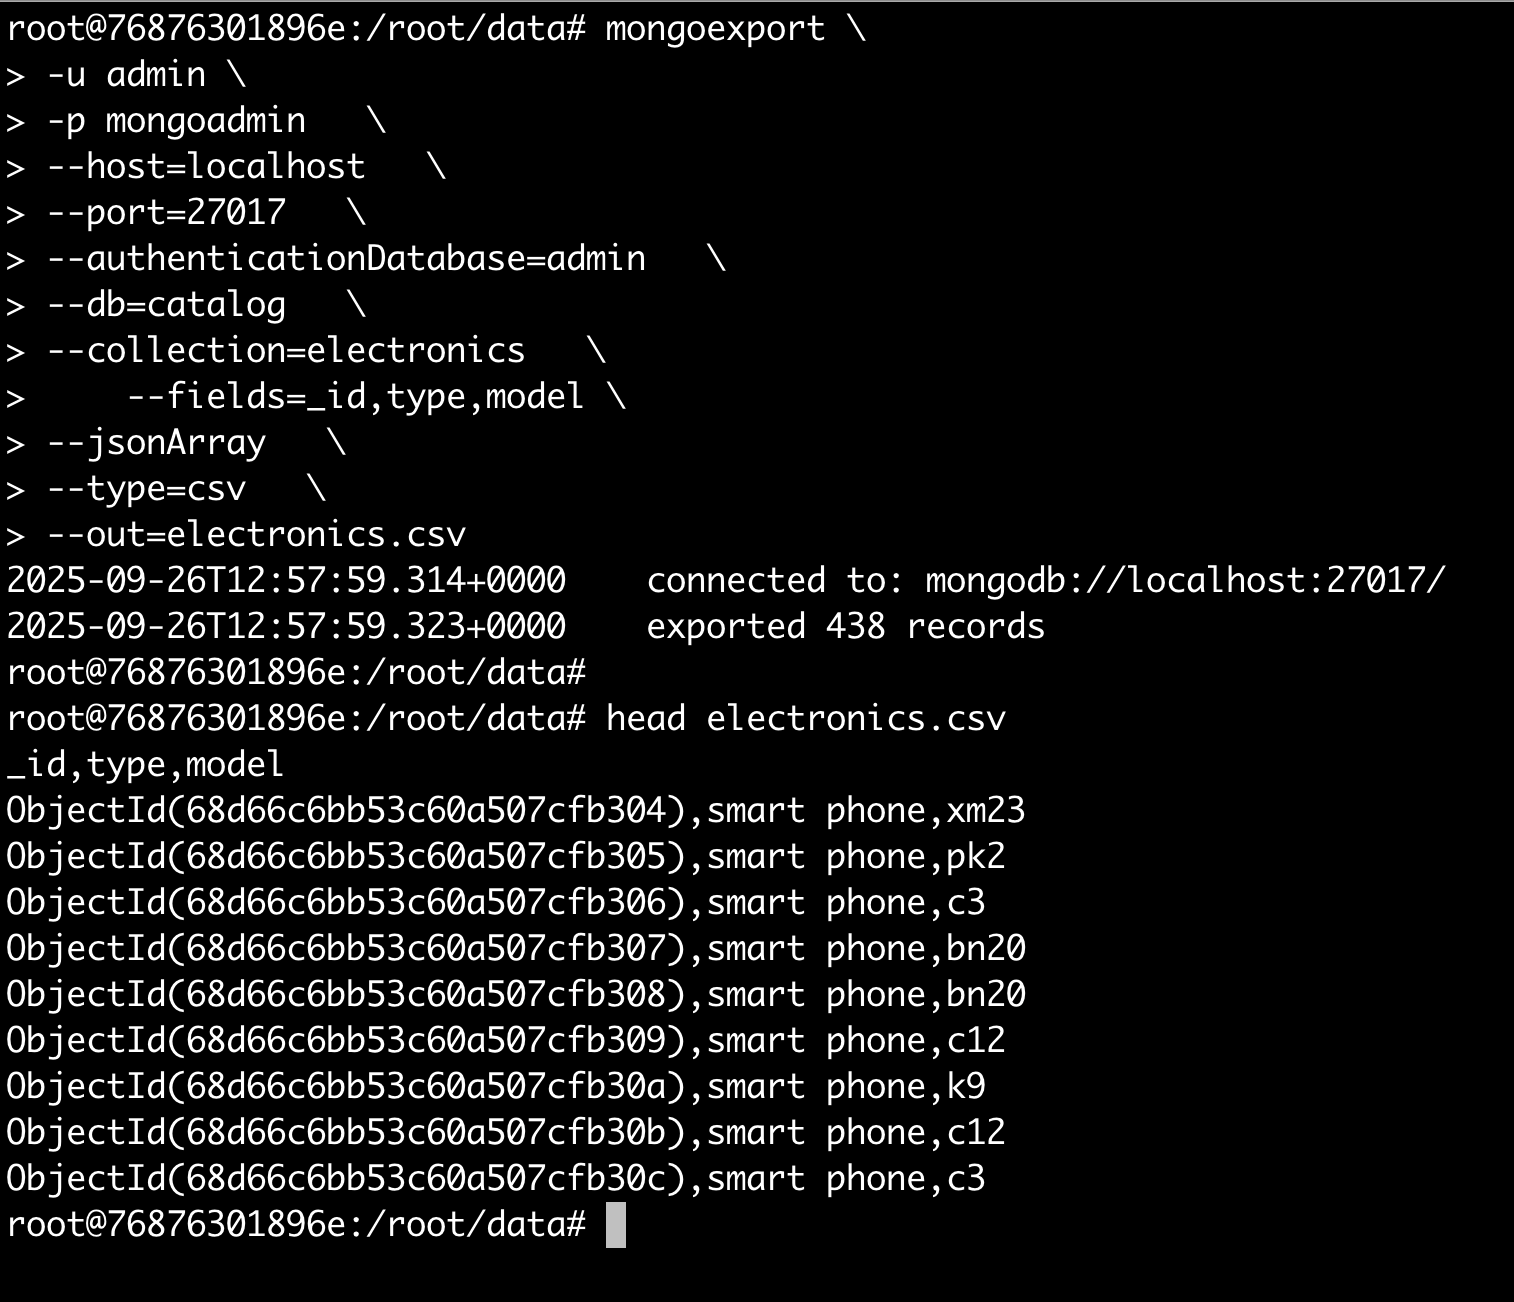 root@76876301896e:/root/data# mongoexport \
> -u admin \
> -p mongoadmin   \
> --host=localhost   \
> --port=27017   \
> --authenticationDatabase=admin   \
> --db=catalog   \
> --collection=electronics   \
>     --fields=_id,type,model \
> --jsonArray   \
> --type=csv   \
> --out=electronics.csv
2025-09-26T12:57:59.314+0000    connected to: mongodb://localhost:27017/
2025-09-26T12:57:59.323+0000    exported 438 records
root@76876301896e:/root/data#
root@76876301896e:/root/data# head electronics.csv
_id,type,model
ObjectId(68d66c6bb53c60a507cfb304),smart phone,xm23
ObjectId(68d66c6bb53c60a507cfb305),smart phone,pk2
ObjectId(68d66c6bb53c60a507cfb306),smart phone,c3
ObjectId(68d66c6bb53c60a507cfb307),smart phone,bn20
ObjectId(68d66c6bb53c60a507cfb308),smart phone,bn20
ObjectId(68d66c6bb53c60a507cfb309),smart phone,c12
ObjectId(68d66c6bb53c60a507cfb30a),smart phone,k9
ObjectId(68d66c6bb53c60a507cfb30b),smart phone,c12
ObjectId(68d66c6bb53c60a507cfb30c),smart phone,c3
root@76876301896e:/root/data#